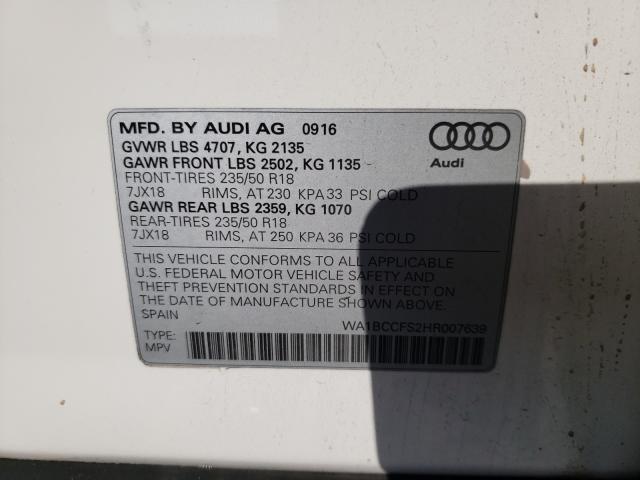 MFD. BY AUDI AG 0916
GVWR LBS 4707, KG 2135
GAWR FRONT LBS 2502, KG 1135
FRONT-TIRES 235/50 R18
7JX18 RIMS, AT 230 KPA 33 PSI COLD
GAWR REAR LBS 2359, KG 1070
REAR-TIRES 235/50 R18
7JX18 RIMS, AT 250 KPA 36 PSI COLD
Audi
THIS VEHICLE CONFORMS TO ALL APPLICABLE
U.S. FEDERAL MOTOR VEHICLE SAFETY AND
THEFT PREVENTION STANDARDS IN EFFECT ON
THE DATE OF MANUFACTURE SHOWN ABOVE.
SPAIN
WA1BCCFS2HR007639
TYPE:
MPV